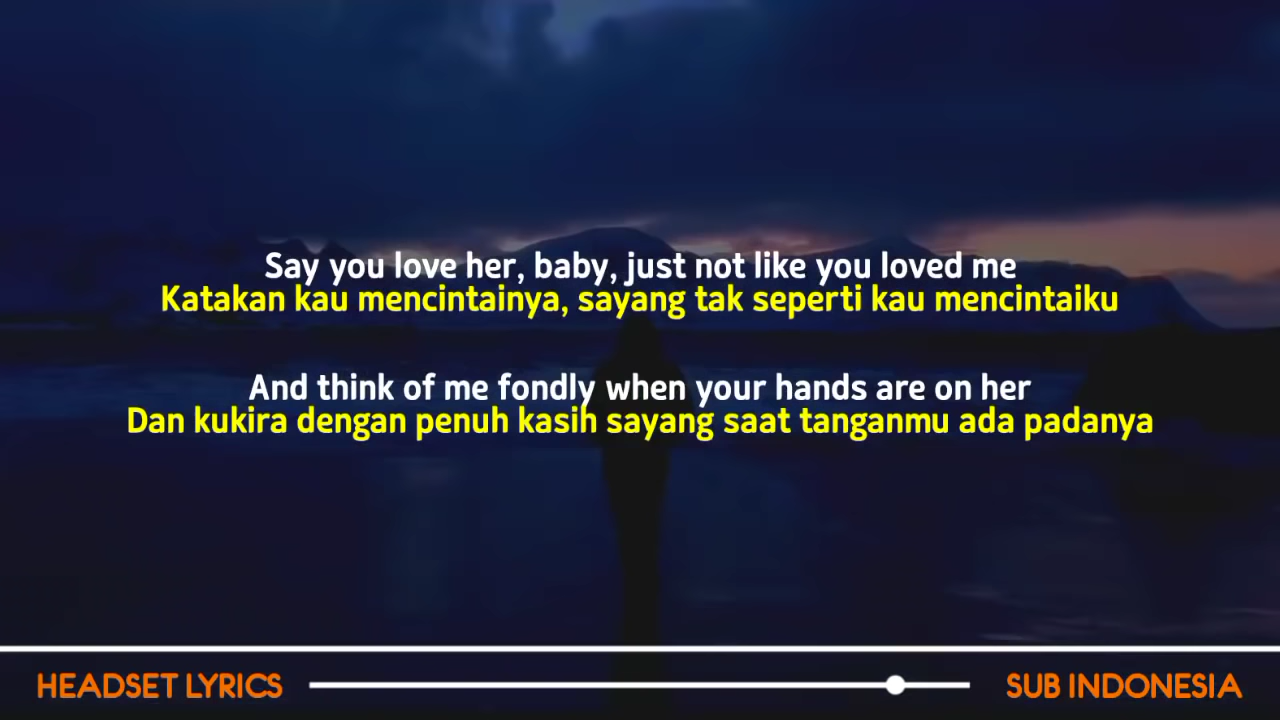 Say you love her, baby, just not like you loved me
Katakan kau mencintainya, sayang tak seperti kau mencintaiku
And think of me fondly when your hands are on her
Dan kukira dengan penuh kasih sayang saat tanganmu ada padanya
HEADSET LYRICS
SUB INDONESIA